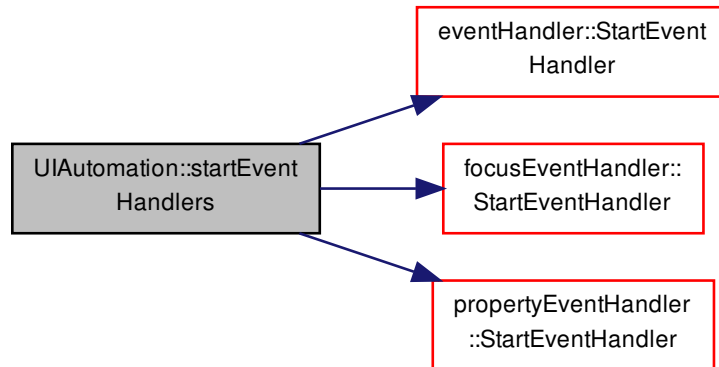 eventHandler::StartEvent
Handler
UIAutomation::startEvent
Handlers
focusEventHandler::
StartEventHandler
propertyEventHandler
::StartEventHandler